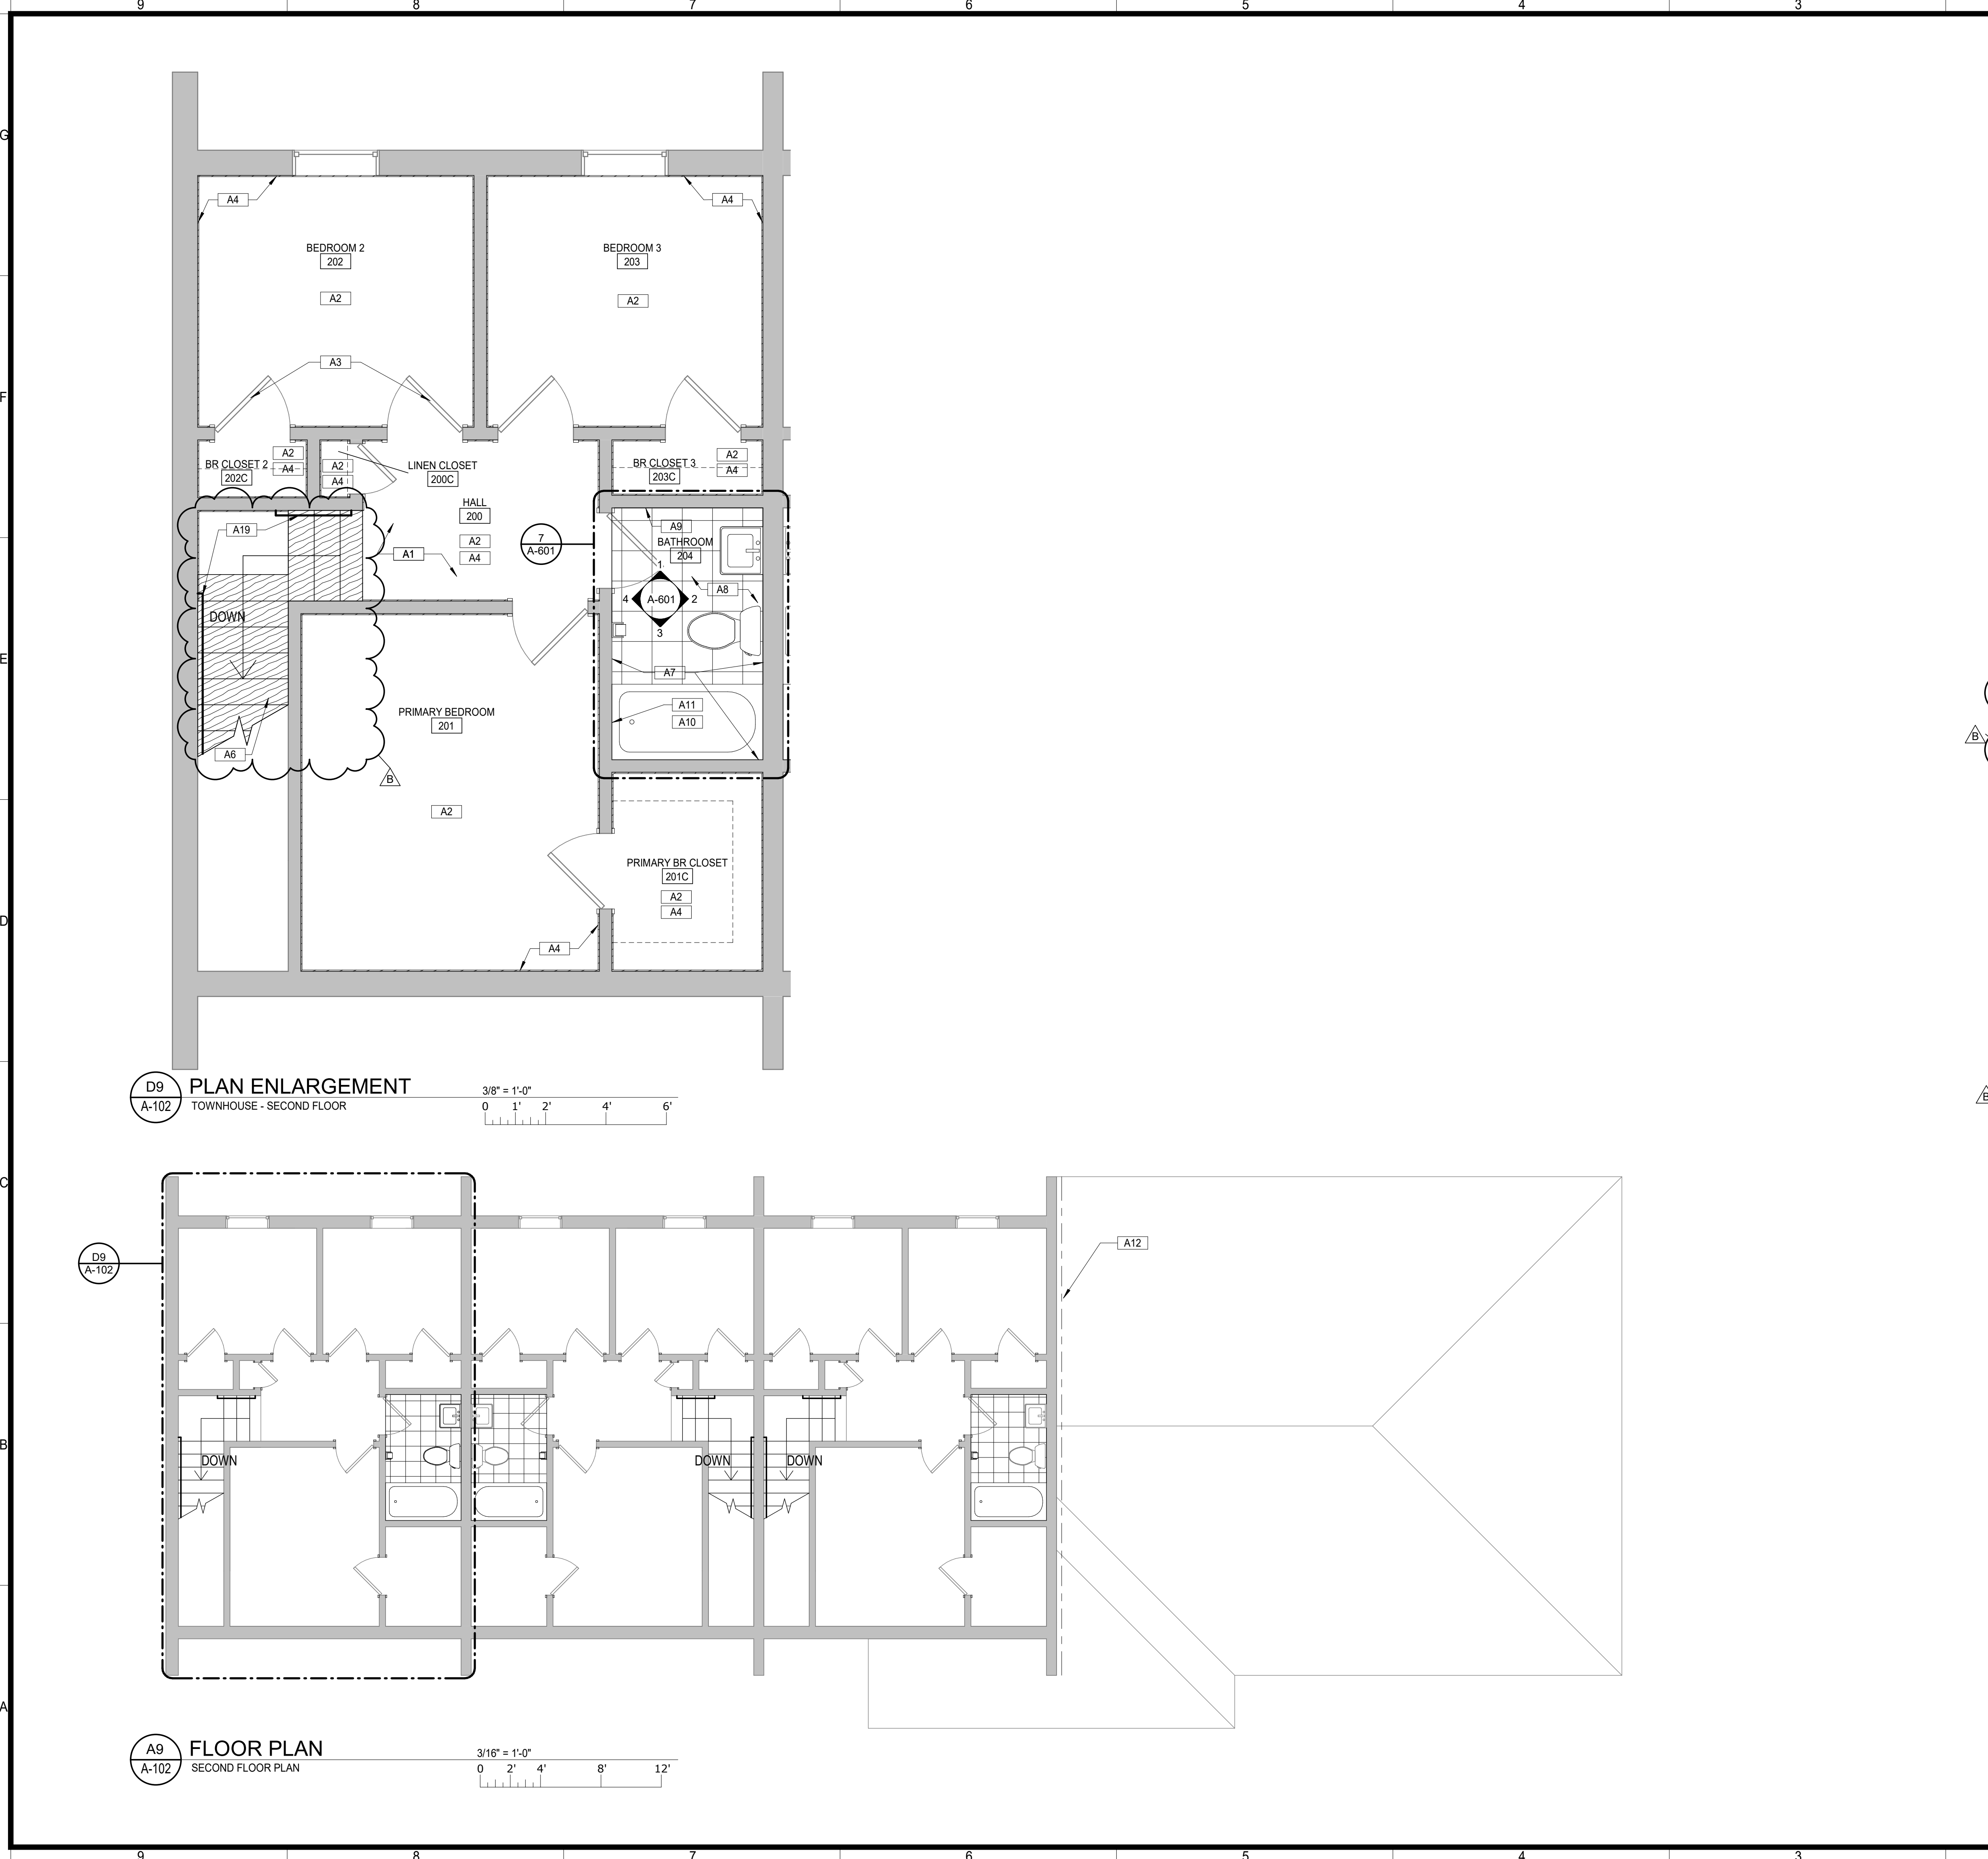 9 8 7 6 5 4 3
G
A4
A4
BEDROOM 2
202
BEDROOM 3
203
A2
A2
A3
F
BR CLOSET 2
202C
A2
A4
A2
A4
LINEN CLOSET
200C
BR CLOSET 3
203C
A2
A4
HALL
200
A2
A4
A19
A1
7
A-601
A9
BATHROOM
204
A8
1
4 A-601 2
3
DOWN
E
A7
A11
A10
PRIMARY BEDROOM
201
A6
B
B
A2
PRIMARY BR CLOSET
201C
A2
A4
D
A4
D9
A-102
PLAN ENLARGEMENT
TOWNHOUSE - SECOND FLOOR
3/8" = 1'-0"
0 1' 2' 4' 6'
B
C
D9
A-102
A12
B
DOWN
DOWN
DOWN
A
A9
A-102
FLOOR PLAN
SECOND FLOOR PLAN
3/16" = 1'-0"
0 2' 4' 8' 12'
9 8 7 6 5 4 3